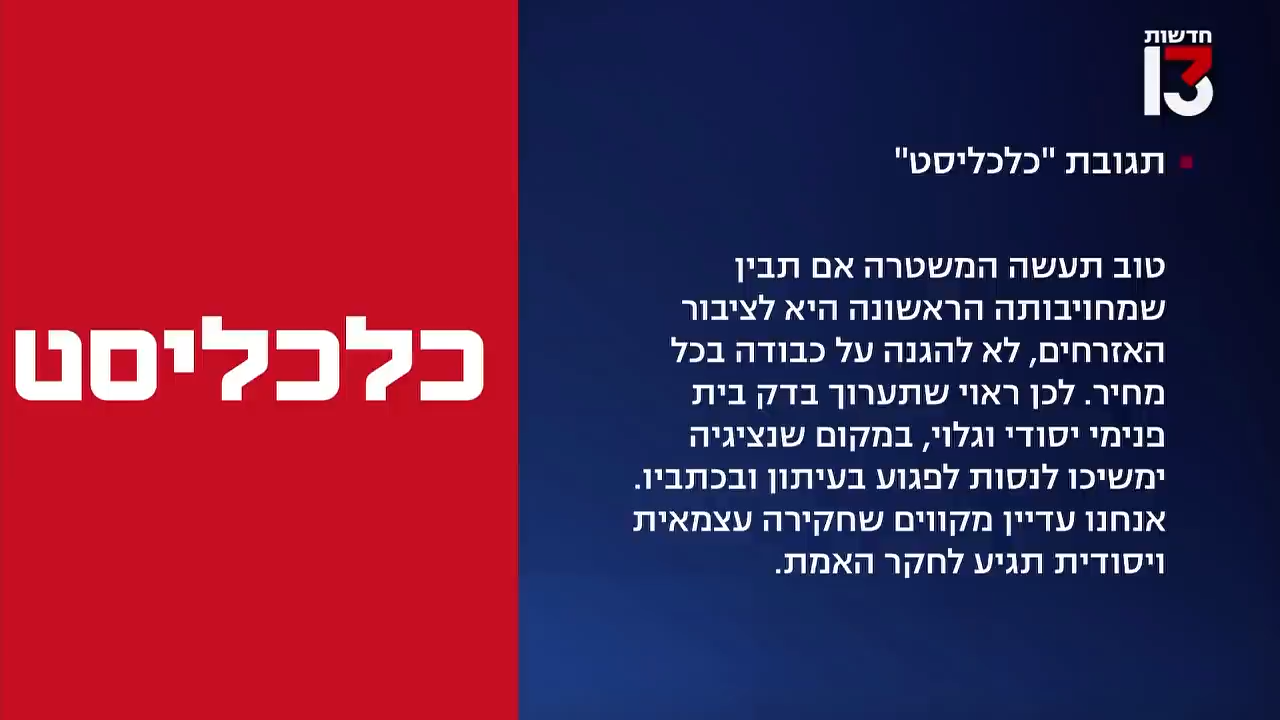 חדשות
13
תגובת "כלכליסט"
טוב תעשה המשטרה אם תבין
שמחויבותה הראשונה היא לציבור
האזרחים, לא להגנה על כבודה בכל
מחיר. לכן ראוי שתערוך בדק בית
פנימי יסודי וגלוי, במקום שנציגיה
ימשיכו לנסות לפגוע בעיתון ובכתביו.
אנחנו עדיין מקווים שחקירה עצמאית
ויסודית תגיע לחקר האמת.
כלכליסט